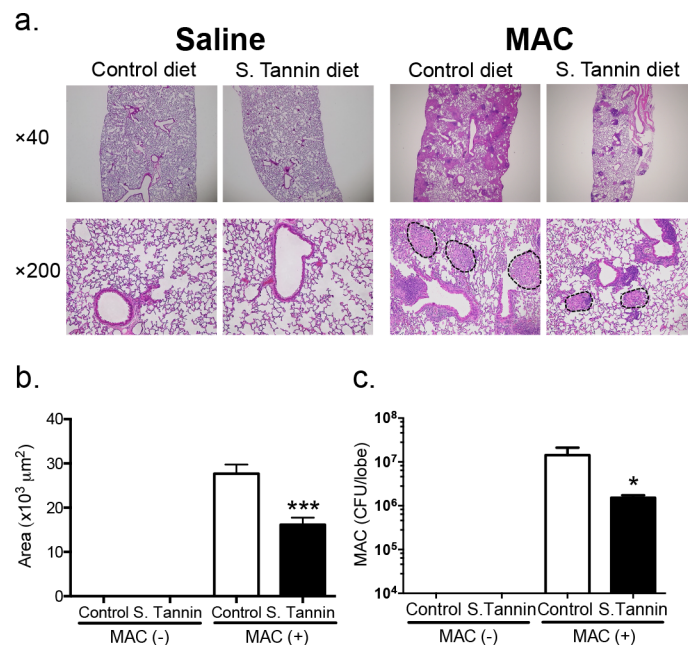 a.
Saline MAC
Control diet S. Tannin diet Control diet S. Tannin diet
×40
×200
b.
c.
Area (x10³ μm²)
40
30
20
10
0
***
Control S. Tannin Control S. Tannin
MAC (-) MAC (+)
MAC (CFU/lobe)
10⁸
10⁷
10⁶
10⁵
10⁴
*
Control S.Tannin Control S.Tannin
MAC (-) MAC (+)